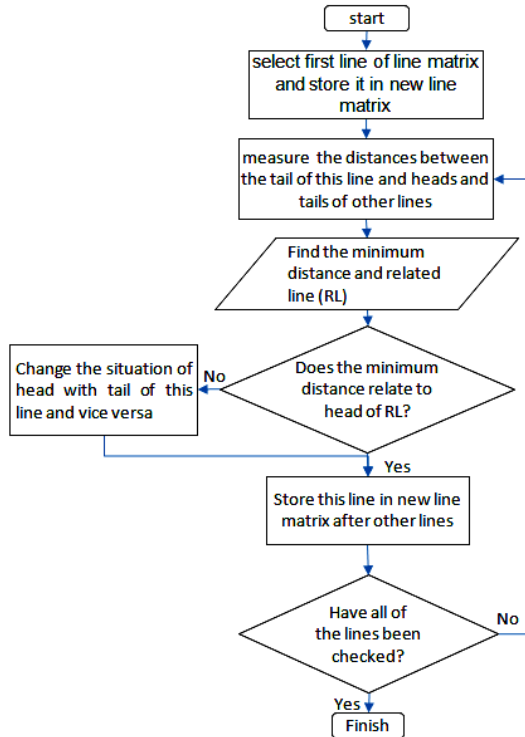 start
select first line of line matrix
and store it in new line
matrix
measure the distances between
the tail of this line and heads and
tails of other lines
Find the minimum
distance and related
line (RL)
Does the minimum
distance relate to
head of RL?
No
Change the situation of
head with tail of this
line and vice versa
Yes
Store this line in new line
matrix after other lines
Have all of
the lines been
checked?
No
Yes
Finish